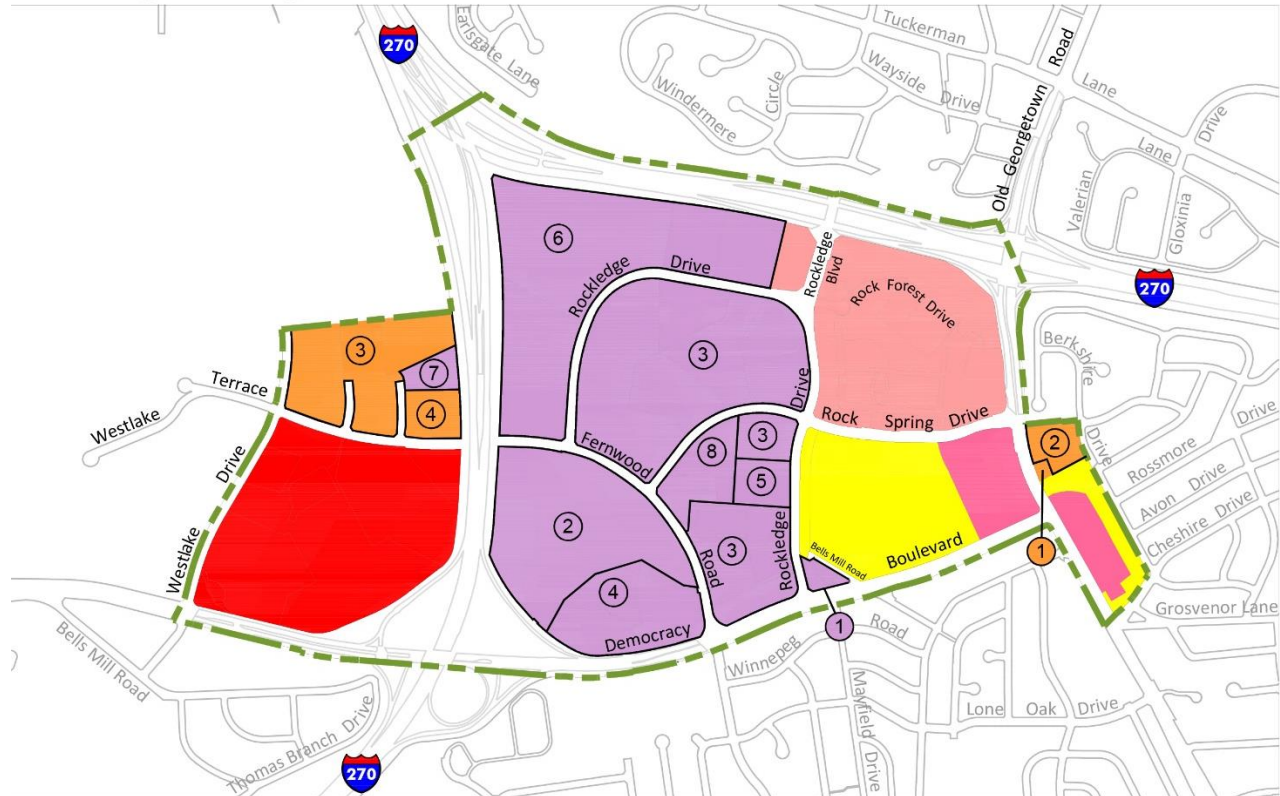 270
Earlsgate Lane
Tuckerman
Lane
Wayside Drive
Windermere
Circle
Old Georgetown
Road
Drive
Lane
Valerian
Gloxinia
6
Rockledge
Drive
Rockledge
Blvd
Rock Forest Drive
270
3
7
4
3
Drive
Berkshire
Drive
Terrace
Westlake
Rock Spring Drive
Fernwood
Road
8
3
5
2
Rossmore
Drive
Avon Drive
Cheshire Drive
Westlake
Drive
2
3
Rockledge
Bells Mill Road
Boulevard
1
4
Democracy
1
Grosvenor Lane
Bells Mill Road
Winnepeg
Road
Mayfield Drive
Lone Oak Drive
Thomas Branch Drive
270